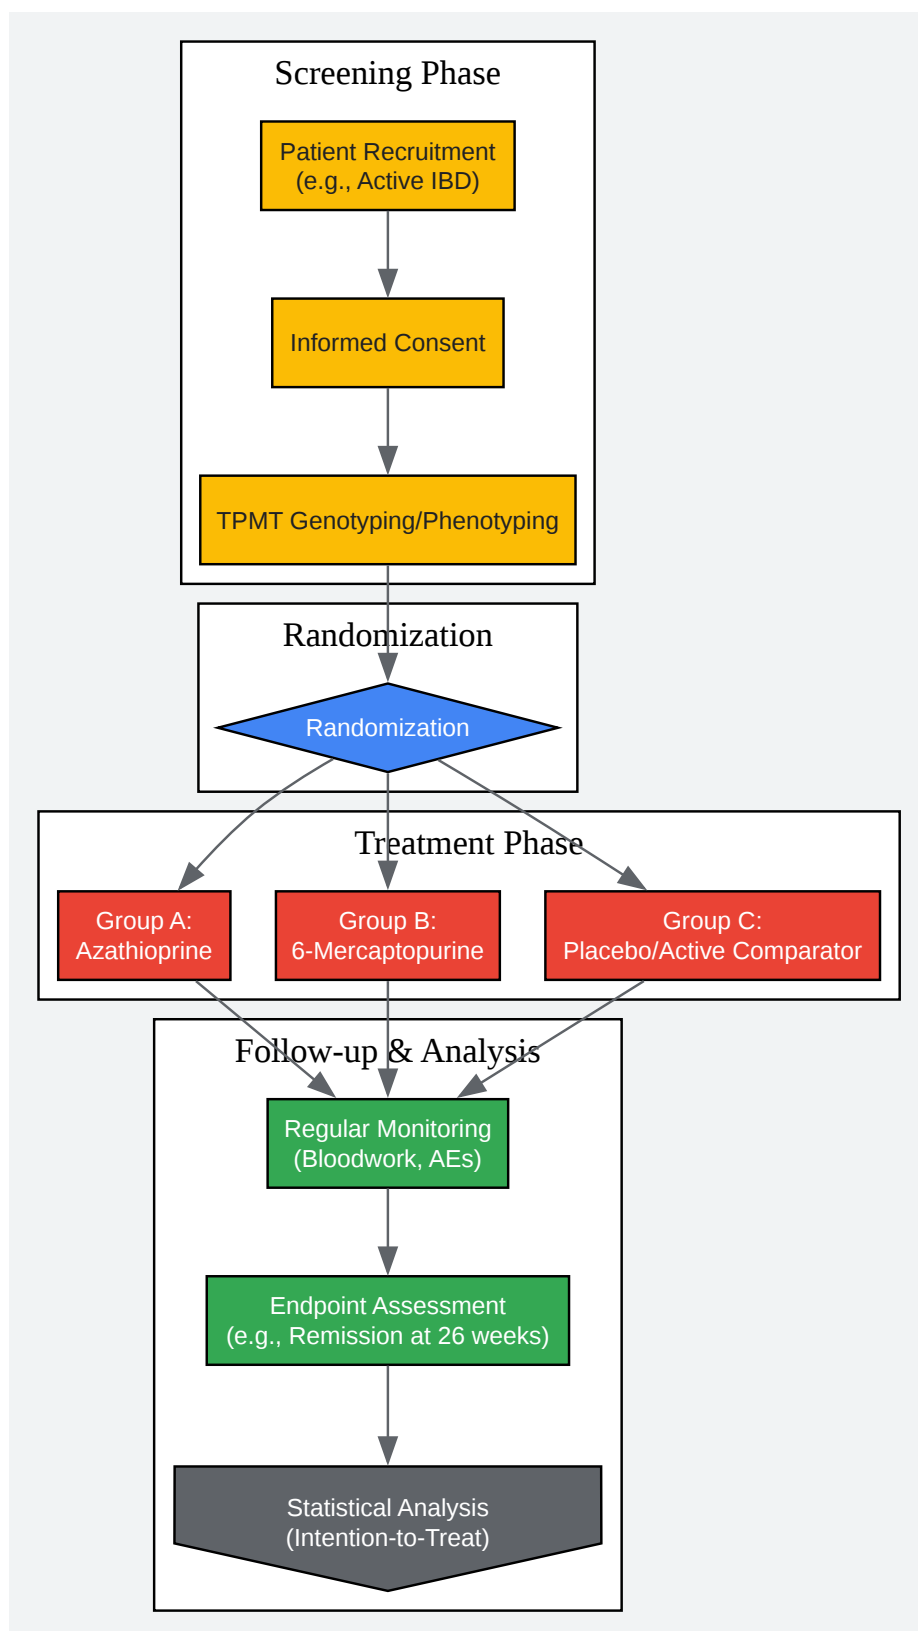 Screening Phase
Patient Recruitment
(e.g., Active IBD)
Informed Consent
TPMT Genotyping/Phenotyping
Randomization
Randomization
Treatment Phase
Group A:
Azathioprine
Group B:
6-Mercaptopurine
Group C:
Placebo/Active Comparator
Follow-up & Analysis
Regular Monitoring
(Bloodwork, AEs)
Endpoint Assessment
(e.g., Remission at 26 weeks)
Statistical Analysis
(Intention-to-Treat)